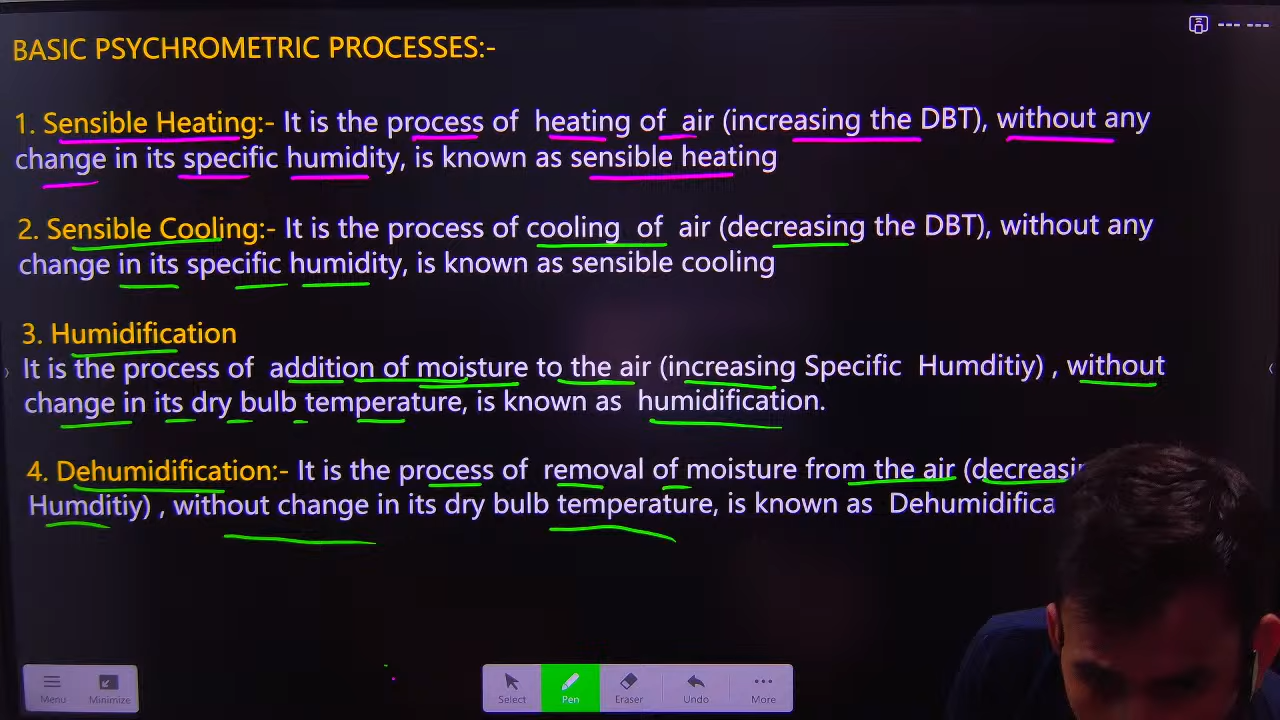 BASIC PSYCHROMETRIC PROCESSES:-
1. Sensible Heating:- It is the process of heating of air (increasing the DBT), without any
change in its specific humidity, is known as sensible heating
2. Sensible Cooling:- It is the process of cooling of air (decreasing the DBT), without any
change in its specific humidity, is known as sensible cooling
3. Humidification
It is the process of addition of moisture to the air (increasing Specific Humditiy) , without
change in its dry bulb temperature, is known as humidification.
4. Dehumidification:- It is the process of removal of moisture from the air (decreasi
Humditiy) , without change in its dry bulb temperature, is known as Dehumidifica
Menu Minimize Select Pen Eraser Undo More